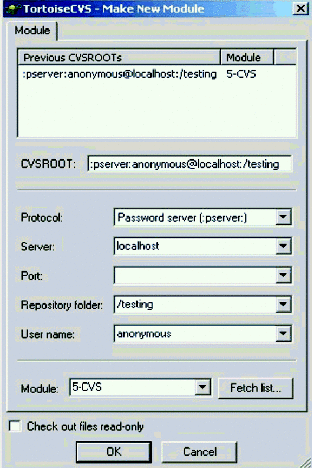 TortoiseCVS - Make New Module
Module
Previous CVSROOTs Module
:pserver:anonymous@localhost:/testing 5-CVS
CVSROOT: :pserver:anonymous@localhost:/testing
Protocol: Password server (:pserver:)
Server: localhost
Port:
Repository folder: /testing
User name: anonymous
Module: 5-CVS Fetch list...
Check out files read-only
OK Cancel